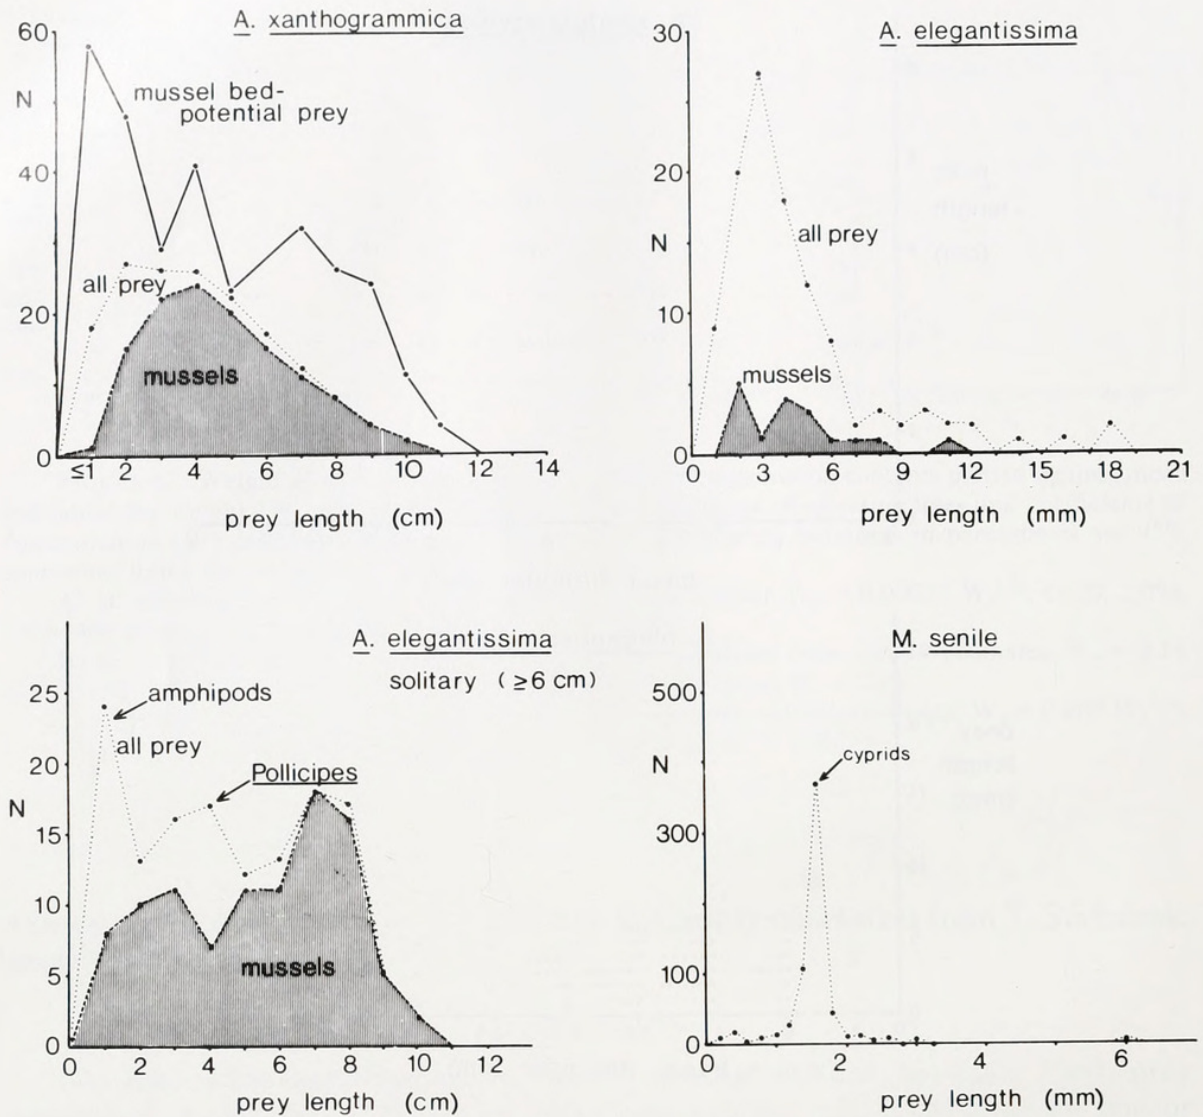 A. xanthogrammica
60
N
40
20
0
mussel bed-
potential prey
all prey
mussels
≤1 2 4 6 8 10 12 14
prey length (cm)
A. elegantissima
30
20
N
10
0
all prey
mussels
0 3 6 9 12 15 18 21
prey length (mm)
A. elegantissima
solitary (≥6 cm)
25
20
N
15
10
5
0
amphipods
all prey
Pollicipes
mussels
0 2 4 6 8 10 12
prey length (cm)
M. senile
500
N
300
100
0
cyprids
0 2 4 6
prey length (mm)